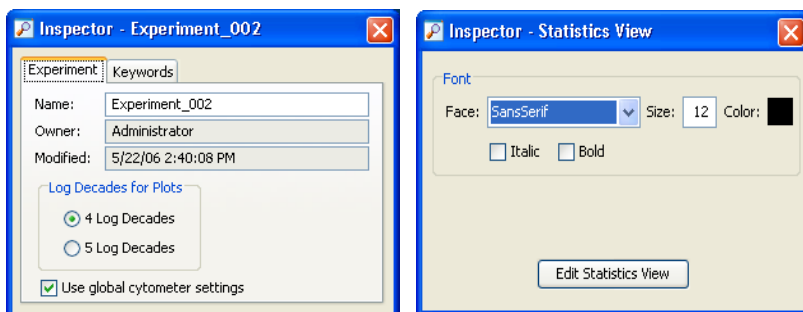 Inspector - Experiment_002
Experiment Keywords
Name: Experiment_002
Owner: Administrator
Modified: 5/22/06 2:40:08 PM
Log Decades for Plots
4 Log Decades
5 Log Decades
Use global cytometer settings
Inspector - Statistics View
Font
Face: SansSerif Size: 12 Color:
Italic Bold
Edit Statistics View